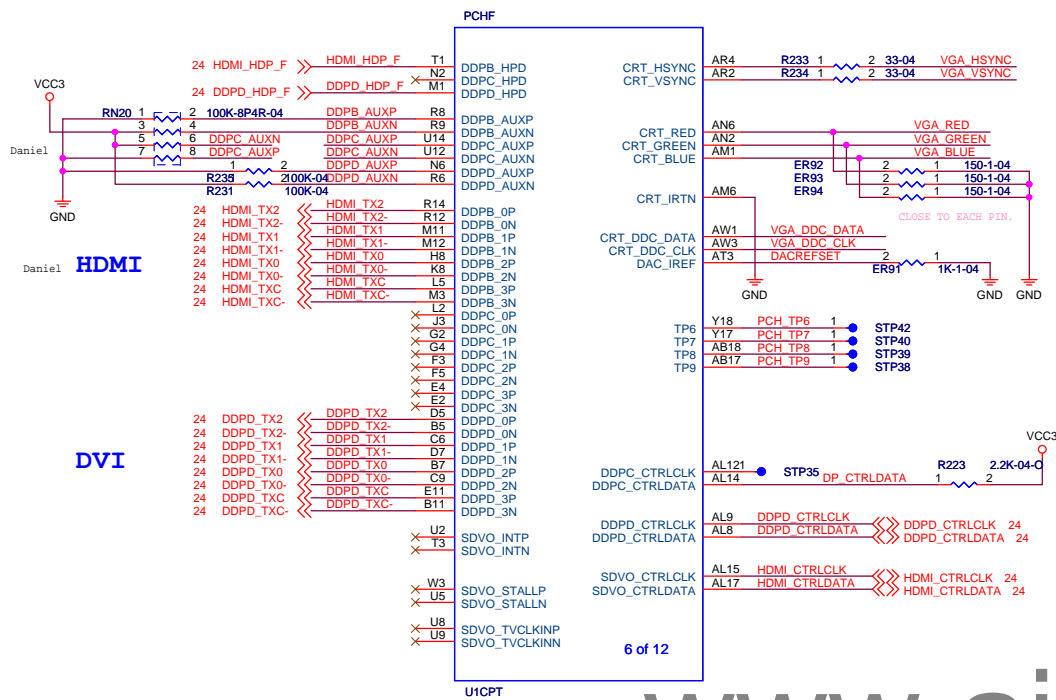 PCHF
24 HDMI_HDP_F HDMI_HDP_F T1 DDPB_HPD
N2 DDPC_HPD
24 DDPD_HDP_F DDPD_HDP_F M1 DDPD_HPD
VCC3
RN20 1 2 100K-8P4R-04 DDPB_AUXP R8 DDPB_AUXP
3 4 DDPB_AUXN R9 DDPB_AUXN
5 6 DDPC_AUXN DDPC_AUXP U14 DDPC_AUXP
Daniel 7 8 DDPC_AUXP DDPC_AUXN U12 DDPC_AUXN
1 2 DDPD_AUXP N6 DDPD_AUXP
R235 1 2 100K-04 DDPD_AUXN R6 DDPD_AUXN
R231 100K-04
GND
24 HDMI_TX2 HDMI_TX2 R14 DDPB_0P
24 HDMI_TX2- HDMI_TX2- R12 DDPB_0N
24 HDMI_TX1 HDMI_TX1 M11 DDPB_1P
24 HDMI_TX1- HDMI_TX1- M12 DDPB_1N
24 HDMI_TX0 HDMI_TX0 H8 DDPB_2P
Daniel HDMI
24 HDMI_TX0- HDMI_TX0- K8 DDPB_2N
24 HDMI_TXC HDMI_TXC L5 DDPB_3P
24 HDMI_TXC- HDMI_TXC- M3 DDPB_3N
L2 DDPC_0P
J3 DDPC_0N
G2 DDPC_1P
G4 DDPC_1N
F3 DDPC_2P
F5 DDPC_2N
E4 DDPC_3P
E2 DDPC_3N
24 DDPD_TX2 DDPD_TX2 D5 DDPD_0P
24 DDPD_TX2- DDPD_TX2- B5 DDPD_0N
24 DDPD_TX1 DDPD_TX1 C6 DDPD_1P
DVI
24 DDPD_TX1- DDPD_TX1- D7 DDPD_1N
24 DDPD_TX0 DDPD_TX0 B7 DDPD_2P
24 DDPD_TX0- DDPD_TX0- C9 DDPD_2N
24 DDPD_TXC DDPD_TXC E11 DDPD_3P
24 DDPD_TXC- DDPD_TXC- B11 DDPD_3N
U2 SDVO_INTP
T3 SDVO_INTN
W3 SDVO_STALLP
U5 SDVO_STALLN
U8 SDVO_TVCLKINP
U9 SDVO_TVCLKINN
CRT_HSYNC AR4 R233 1 2 33-04 VGA_HSYNC
CRT_VSYNC AR2 R234 1 2 33-04 VGA_VSYNC
CRT_RED AN6 VGA_RED
CRT_GREEN AN2 VGA_GREEN
CRT_BLUE AM1 VGA_BLUE
ER92 2 1 150-1-04
ER93 2 1 150-1-04
ER94 2 1 150-1-04
CRT_IRTN AM6
CLOSE TO EACH PIN.
CRT_DDC_DATA AW1 VGA_DDC_DATA
CRT_DDC_CLK AW3 VGA_DDC_CLK
DAC_IREF AT3 DACREFSET 2 1
ER91 1K-1-04
GND GND GND
TP6 Y18 PCH_TP6 1 STP42
TP7 Y17 PCH_TP7 1 STP40
TP8 AB18 PCH_TP8 1 STP39
TP9 AB17 PCH_TP9 1 STP38
VCC3
DDPC_CTRLCLK AL121 STP35 R223 2.2K-04-O
DDPC_CTRLDATA AL14 DP_CTRLDATA 1 2
DDPD_CTRLCLK AL9 DDPD_CTRLCLK DDPD_CTRLCLK 24
DDPD_CTRLDATA AL8 DDPD_CTRLDATA DDPD_CTRLDATA 24
SDVO_CTRLCLK AL15 HDMI_CTRLCLK HDMI_CTRLCLK 24
SDVO_CTRLDATA AL17 HDMI_CTRLDATA HDMI_CTRLDATA 24
6 of 12
U1CPT